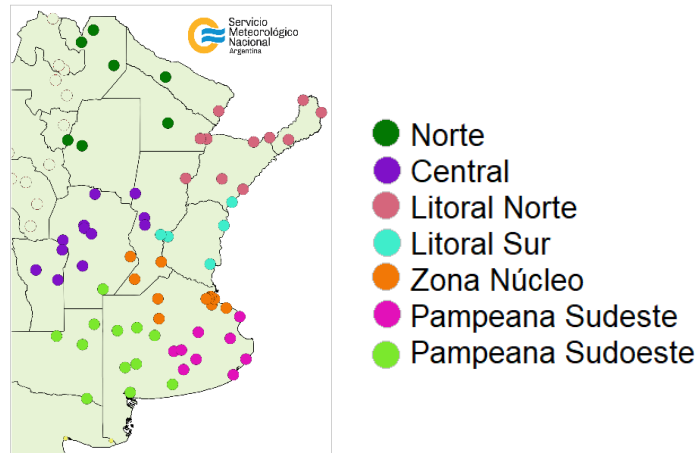 Servicio
Meteorológico
Nacional
Argentina
Norte
Central
Litoral Norte
Litoral Sur
Zona Núcleo
Pampeana Sudeste
Pampeana Sudoeste